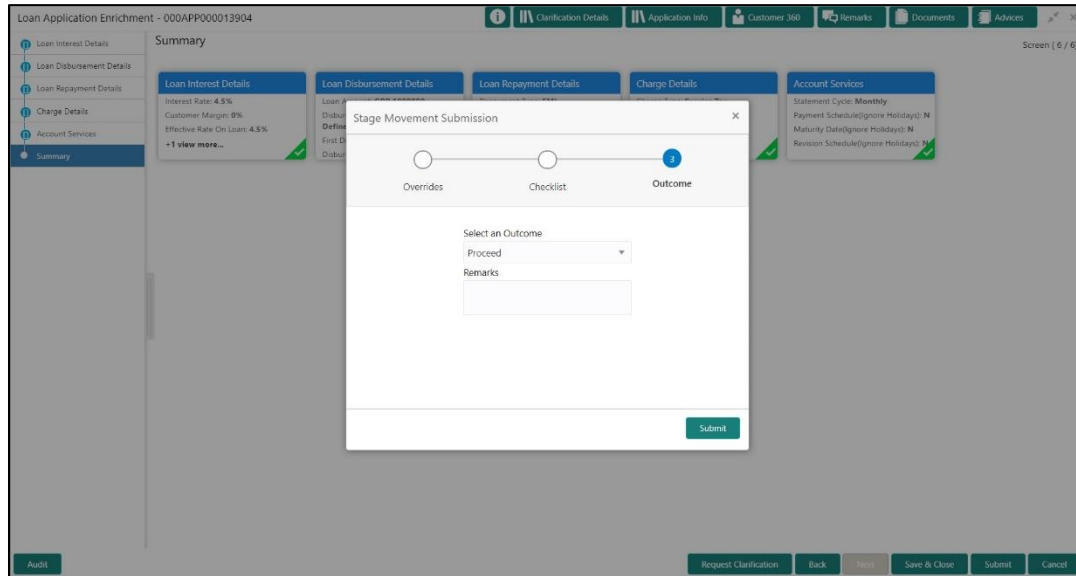 Loan Application Enrichment - 000APP000013904
Clarification Details
Application Info
Customer 360
Remarks
Documents
Advices
Loan Interest Details
Loan Disbursement Details
Loan Repayment Details
Charge Details
Account Services
Summary
Summary
Screen ( 6 / 6)
Loan Interest Details
Interest Rate: 4.5%
Customer Margin: 0%
Effective Rate On Loan: 4.5%
+1 view more...
Loan Disbursement Details
Loan
Disbur
Define
First D
Disbur
Loan Repayment Details
Charge Details
Account Services
Statement Cycle: Monthly
Payment Schedule(Ignore Holidays): N
Maturity Date(Ignore Holidays): N
Revision Schedule(Ignore Holidays): N
Stage Movement Submission
3
Overrides
Checklist
Outcome
Select an Outcome
Proceed
Remarks
Submit
Audit
Request Clarification
Back
Next
Save & Close
Submit
Cancel